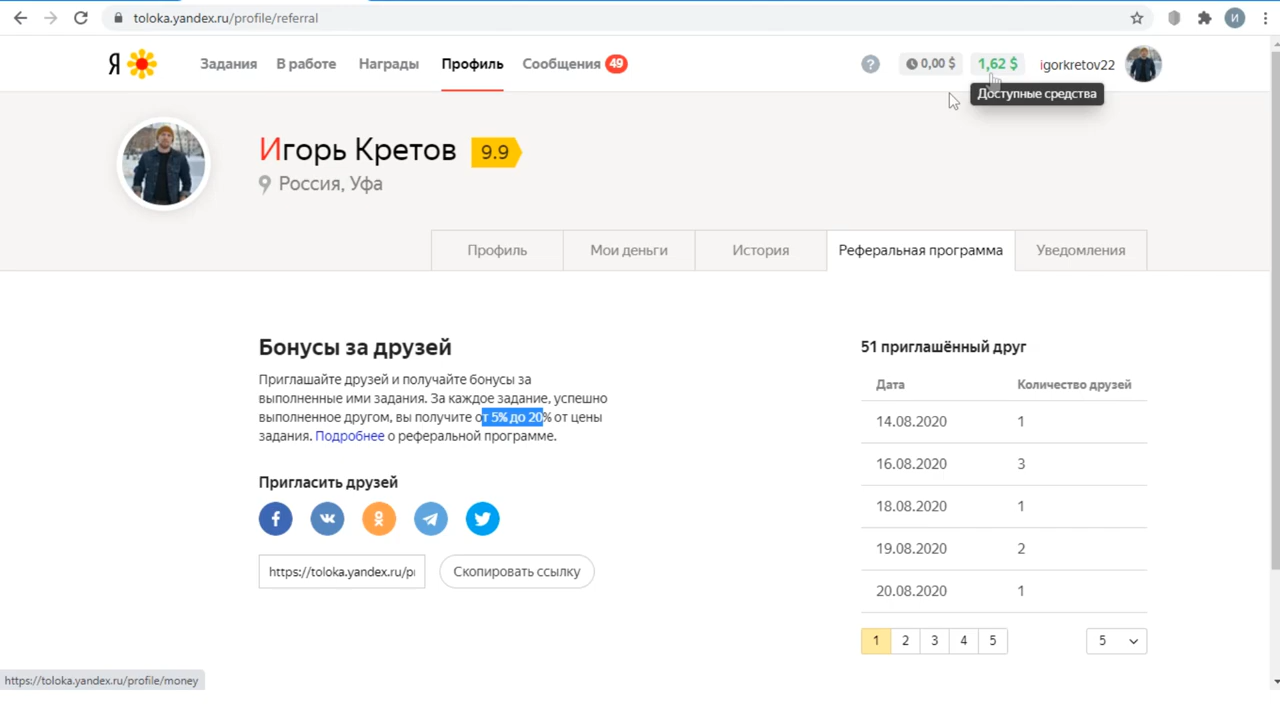 toloka.yandex.ru/profile/referral
И
Я
Задания
В работе
Награды
Профиль
Сообщения 49
?
0,00 $
1,62 $
igorkretov22
Доступные средства
Игорь Кретов 9.9
Россия, Уфа
Профиль
Мои деньги
История
Реферальная программа
Уведомления
Бонусы за друзей
Приглашайте друзей и получайте бонусы за
выполненные ими задания. За каждое задание, успешно
выполненное другом, вы получите от 5% до 20% от цены
задания. Подробнее о реферальной программе.
Пригласить друзей
https://toloka.yandex.ru/p
Скопировать ссылку
51 приглашённый друг
Дата Количество друзей
14.08.2020 1
16.08.2020 3
18.08.2020 1
19.08.2020 2
20.08.2020 1
1 2 3 4 5
5
https://toloka.yandex.ru/profile/money